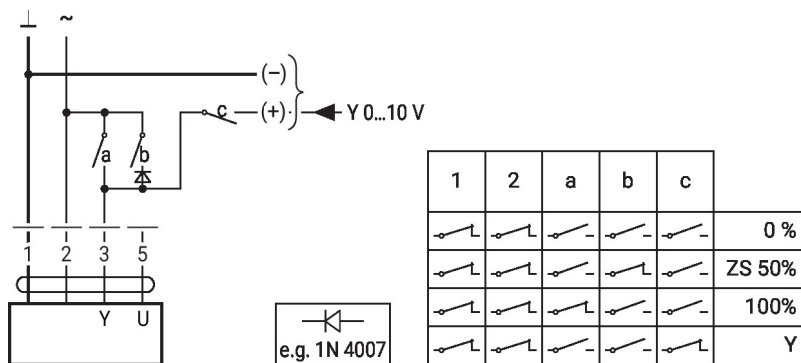 ⊥ ~
(–)
c (+) Y 0...10 V
a b
1 2 3 5
Y U
e.g. 1N 4007
1 2 a b c
0 %
ZS 50%
100%
Y